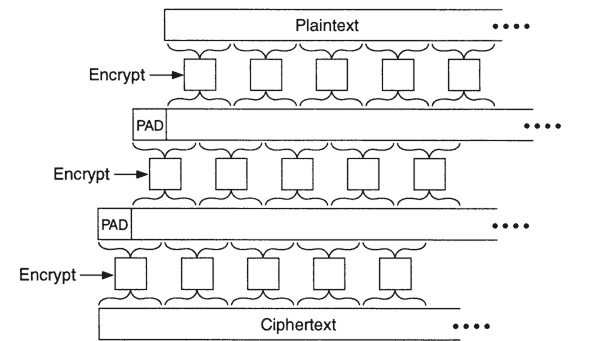 Plaintext
Encrypt
PAD
Encrypt
PAD
Encrypt
Ciphertext